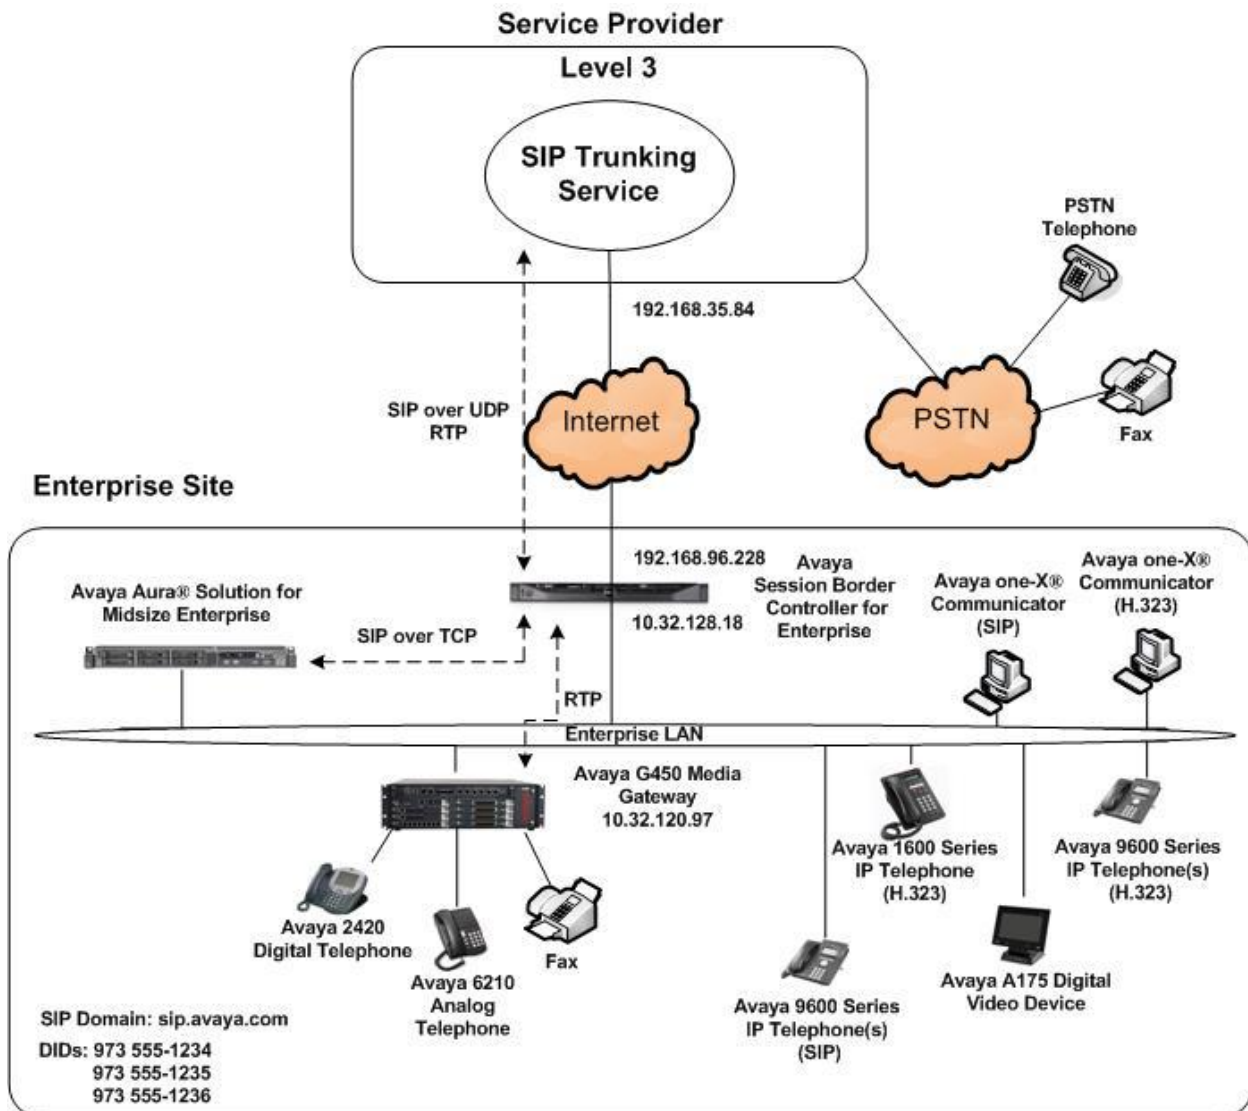 Service Provider
Level 3
SIP Trunking
Service
PSTN
Telephone
192.168.35.84
SIP over UDP
RTP
Internet
PSTN
Fax
Enterprise Site
192.168.96.228
Avaya
Session Border
Controller for
Enterprise
10.32.128.18
Avaya Aura® Solution for
Midsize Enterprise
SIP over TCP
RTP
Avaya one-X®
Communicator
(SIP)
Avaya one-X®
Communicator
(H.323)
Enterprise LAN
Avaya G450 Media
Gateway
10.32.120.97
Avaya 1600 Series
IP Telephone
(H.323)
Avaya 9600 Series
IP Telephone(s)
(H.323)
Avaya 2420
Digital Telephone
Avaya 6210
Analog
Telephone
Fax
Avaya 9600 Series
IP Telephone(s)
(SIP)
Avaya A175 Digital
Video Device
SIP Domain: sip.avaya.com
DIDs: 973 555-1234
973 555-1235
973 555-1236